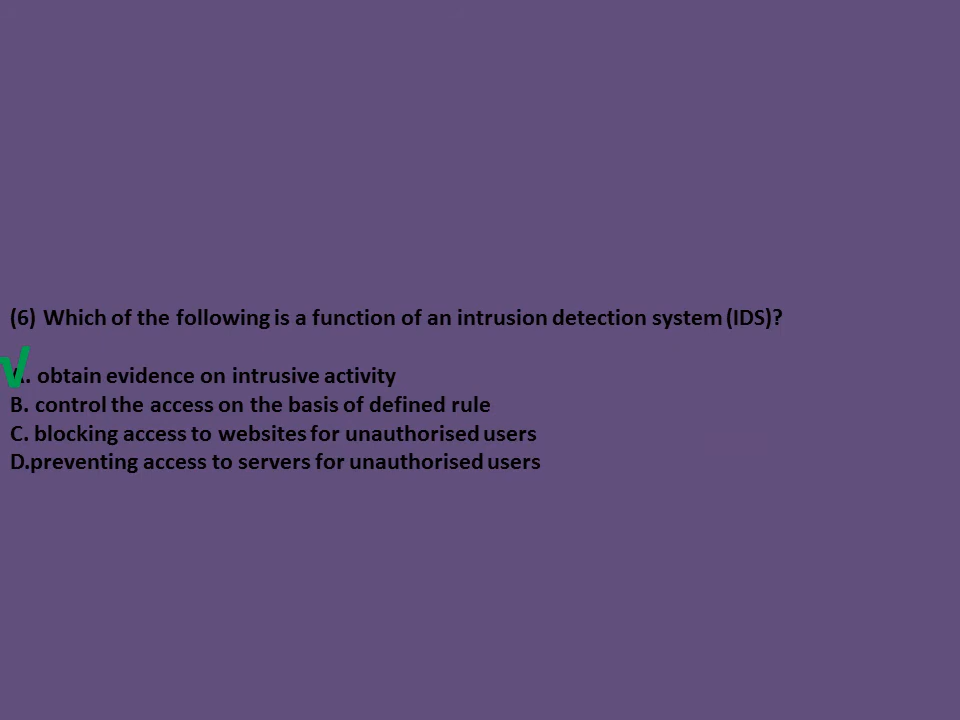 (6) Which of the following is a function of an intrusion detection system (IDS)?
√
A. obtain evidence on intrusive activity
B. control the access on the basis of defined rule
C. blocking access to websites for unauthorised users
D.preventing access to servers for unauthorised users